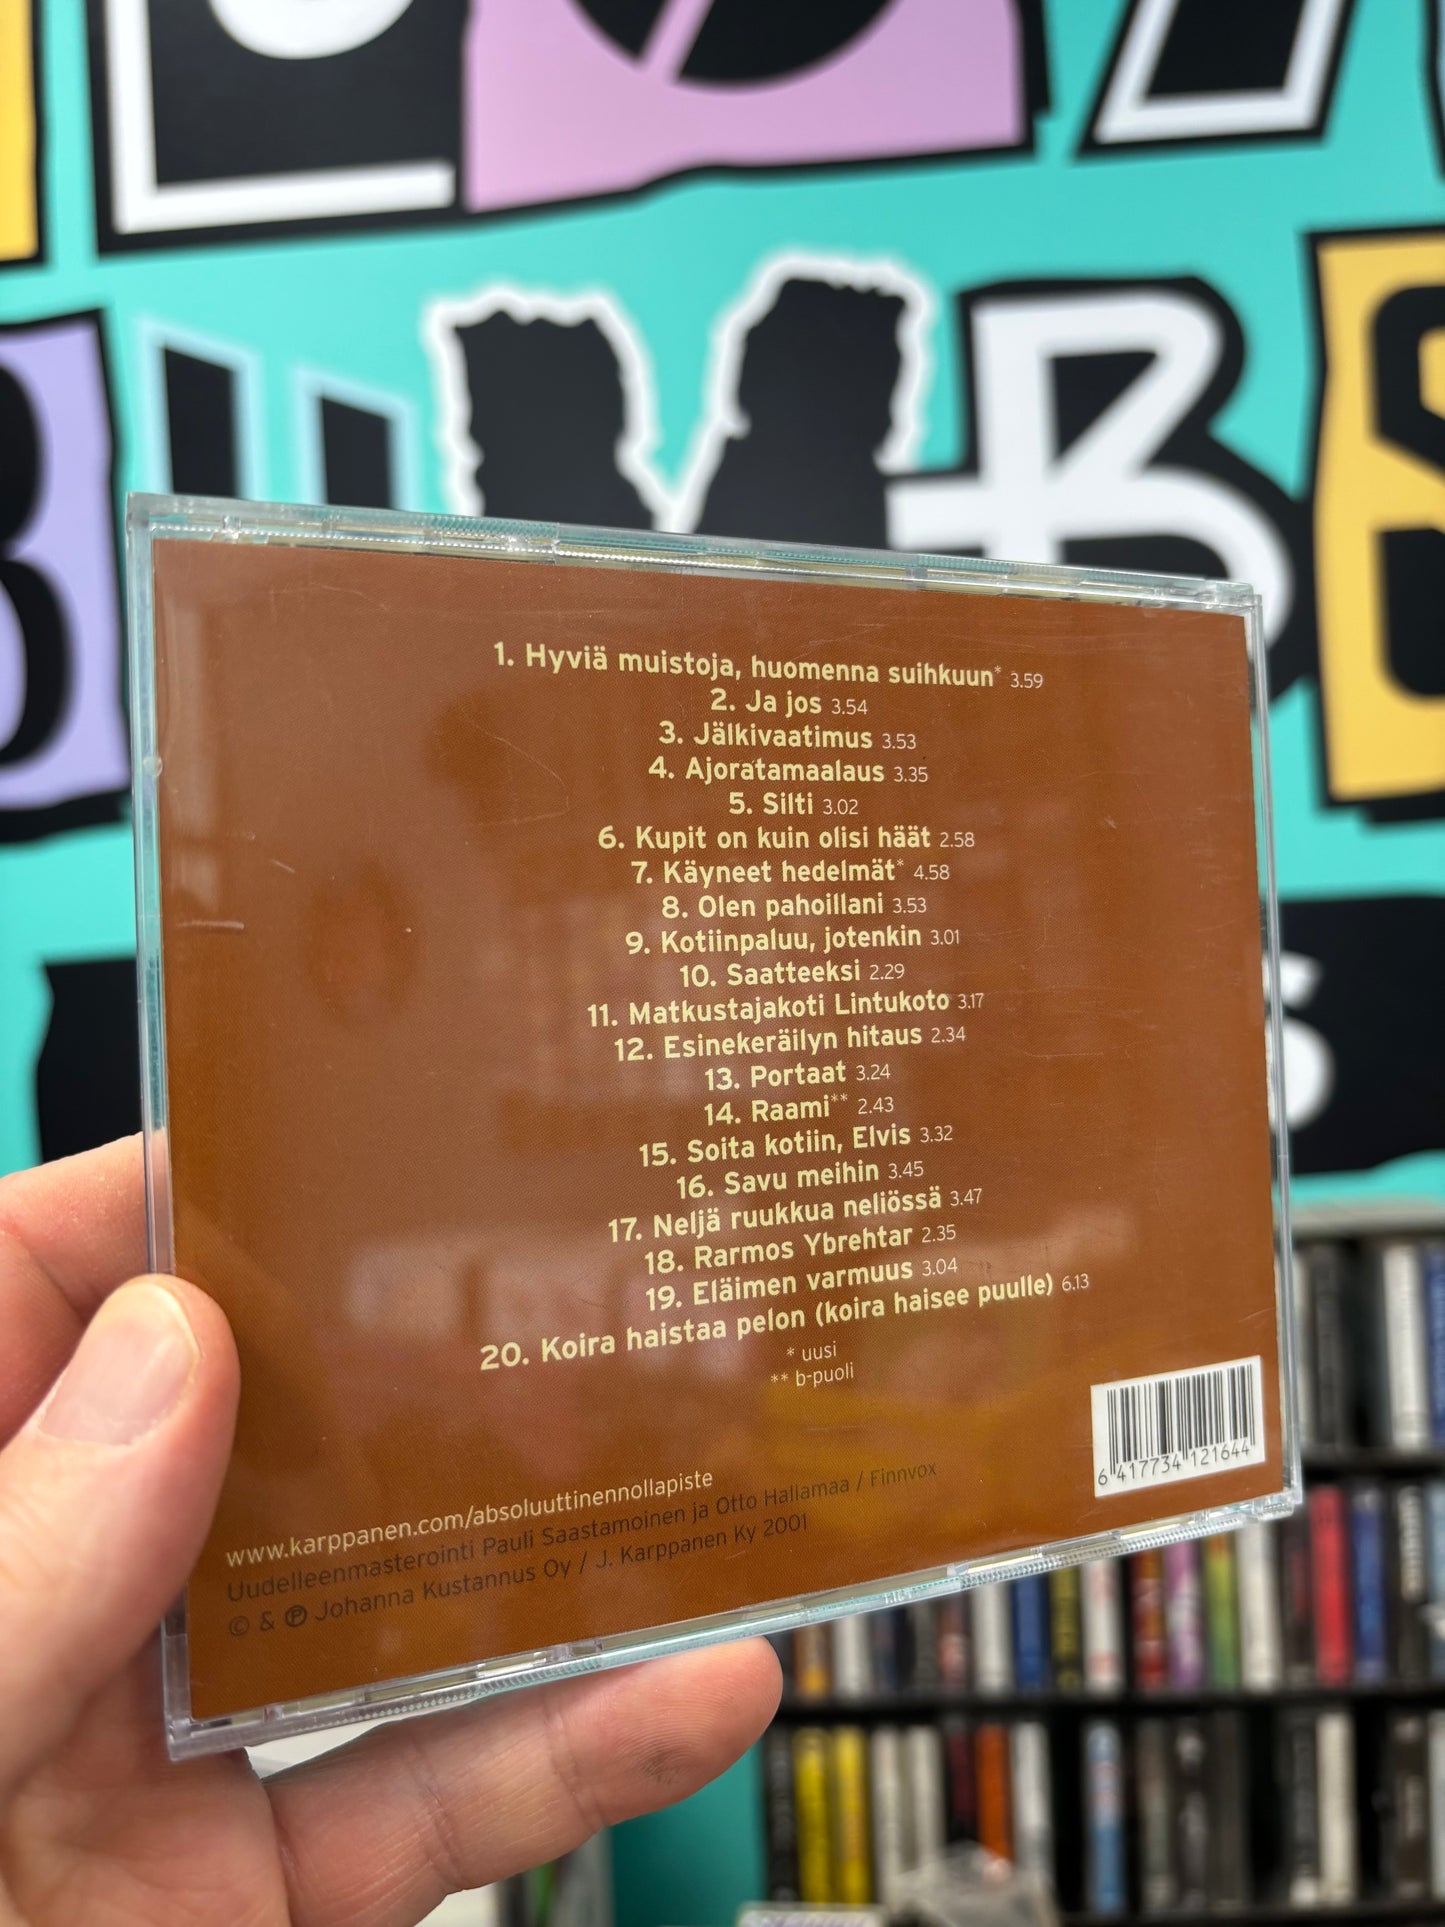 1. Hyviä muistoja, huomenna suihkuun* 3.59
2. Ja jos 3.54
3. Jälkivaatimus 3.53
4. Ajoratamaalaus 3.35
5. Silti 3.02
6. Kupit on kuin olisi häät 2.58
7. Käyneet hedelmät* 4.58
8. Olen pahoillani 3.53
9. Kotiinpaluu, jotenkin 3.01
10. Saatteeksi 2.29
11. Matkustajakoti Lintukoto 3.17
12. Esinekeräilyn hitaus 2.34
13. Portaat 3.24
14. Raami** 2.43
15. Soita kotiin, Elvis 3.32
16. Savu meihin 3.45
17. Neljä ruukkua neliössä 3.47
18. Rarmos Ybrehtar 2.35
19. Eläimen varmuus 3.04
20. Koira haistaa pelon (koira haisee puulle) 6.13
* uusi
** b-puoli
www.karppanen.com/absoluuttinennollapiste
Uudelleenmasterointi Pauli Saastamoinen ja Otto Hallamaa / Finnvox
© & ℗ Johanna Kustannus Oy / J. Karppanen Ky 2001
6 417734 121644